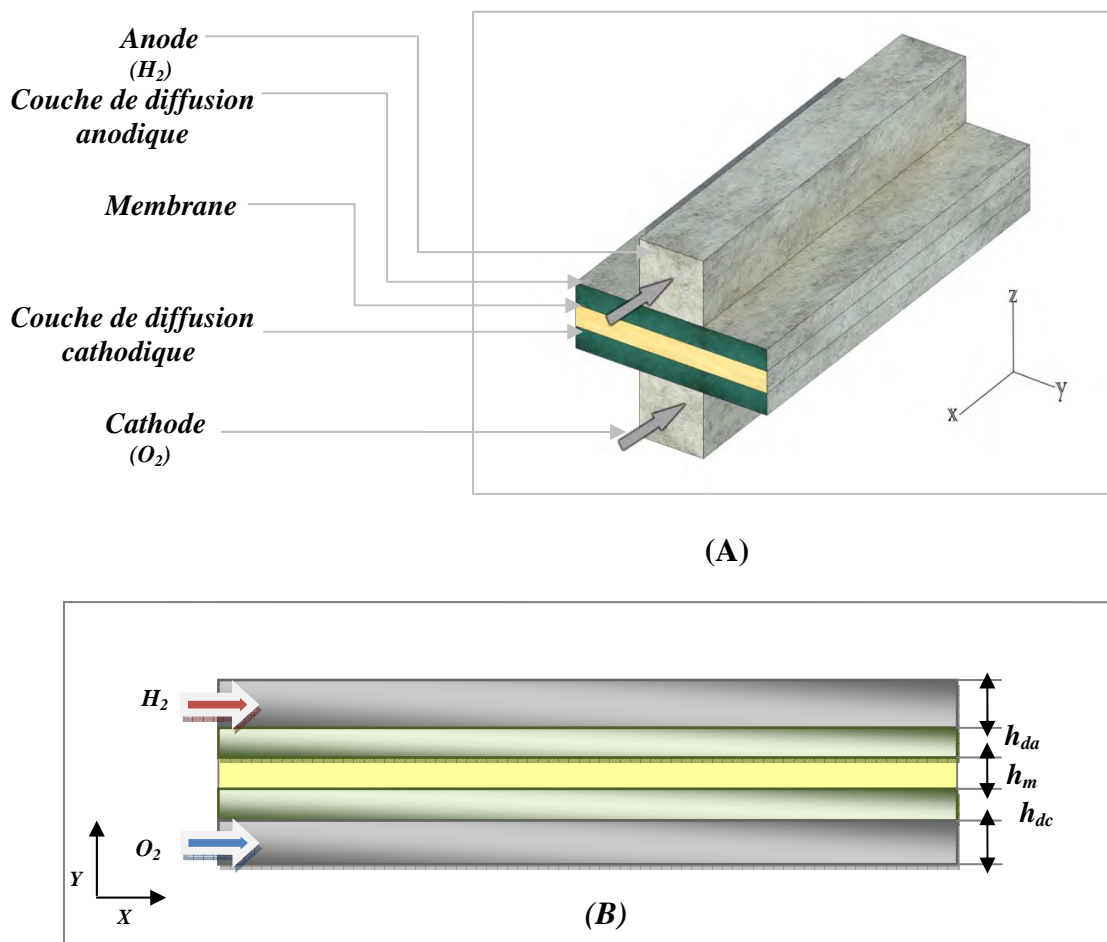 Anode
(H2)
Couche de diffusion
anodique
Membrane
Couche de diffusion
cathodique
Cathode
(O2)
z
y
x
(A)
H2
hda
hm
hdc
O2
Y
X
(B)